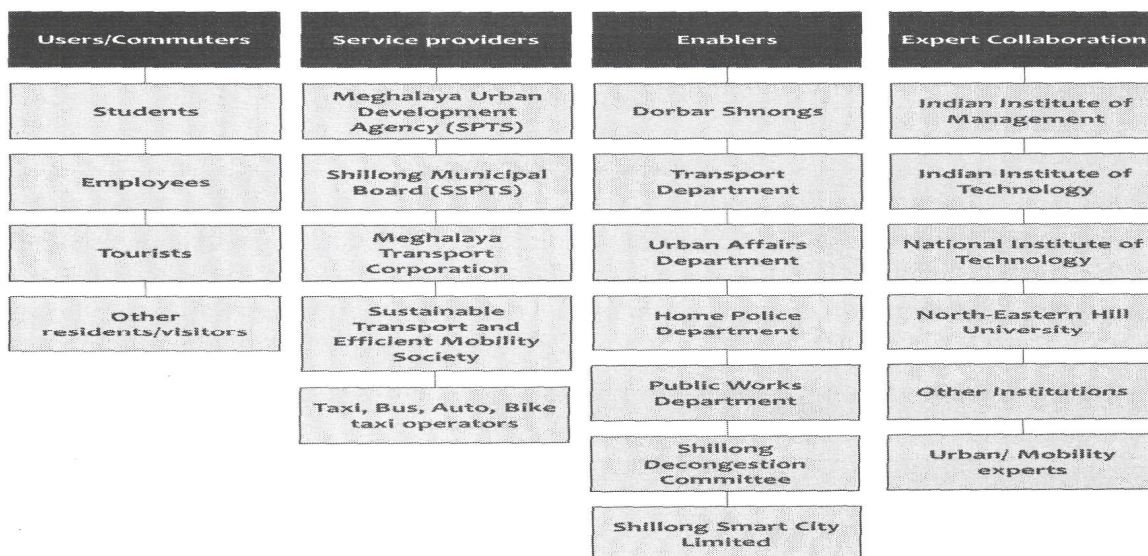 Users/Commuters
Students
Employees
Tourists
Other
residents/visitors
Service providers
Meghalaya Urban
Development
Agency (SPTS)
Shillong Municipal
Board (SSPTS)
Meghalaya
Transport
Corporation
Sustainable
Transport and
Efficient Mobility
Society
Taxi, Bus, Auto, Bike
taxi operators
Enablers
Dorbar Shnongs
Transport
Department
Urban Affairs
Department
Home Police
Department
Public Works
Department
Shillong
Decongestion
Committee
Shillong Smart City
Limited
Expert Collaboration
Indian Institute of
Management
Indian Institute of
Technology
National Institute of
Technology
North-Eastern Hill
University
Other Institutions
Urban/ Mobility
experts